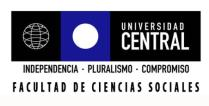 UNIVERSIDAD
CENTRAL
INDEPENDENCIA · PLURALISMO · COMPROMISO
FACULTAD DE CIENCIAS SOCIALES